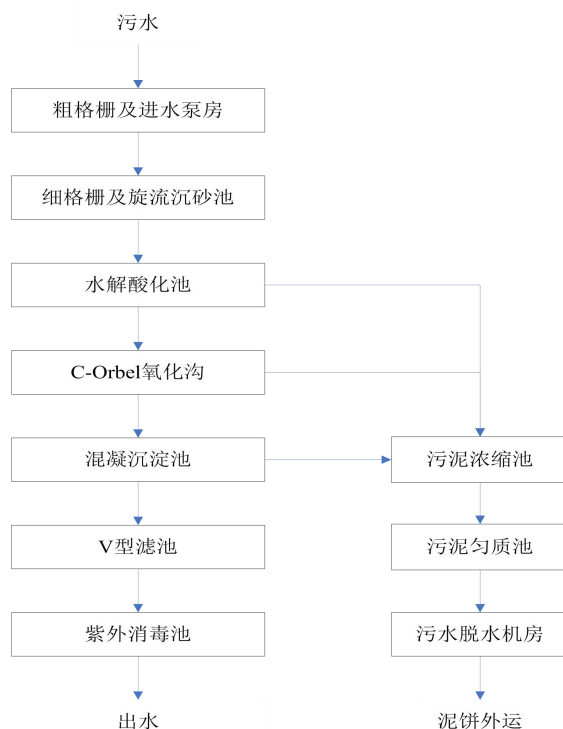 污水
粗格栅及进水泵房
细格栅及旋流沉砂池
水解酸化池
C-Orbel氧化沟
混凝沉淀池
V型滤池
紫外消毒池
出水
污泥浓缩池
污泥匀质池
污水脱水机房
泥饼外运